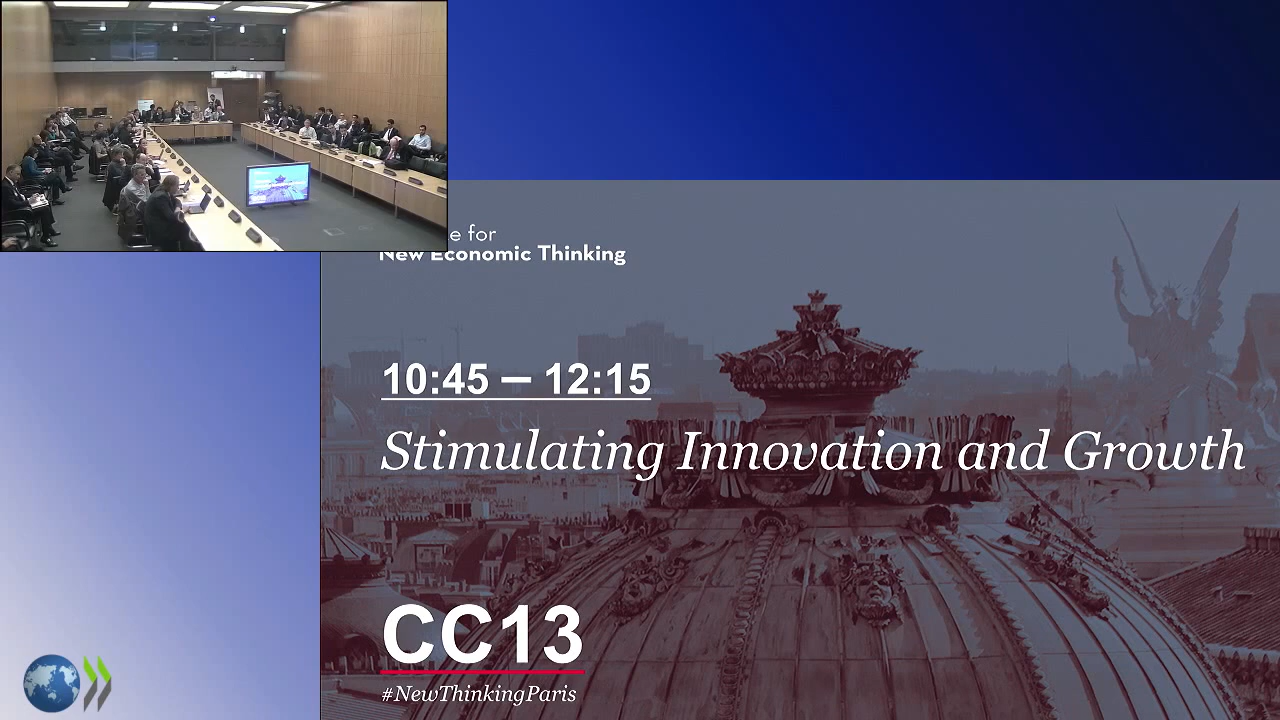 e for
New Economic Thinking
10:45 – 12:15
Stimulating Innovation and Growth
CC13
#NewThinkingParis